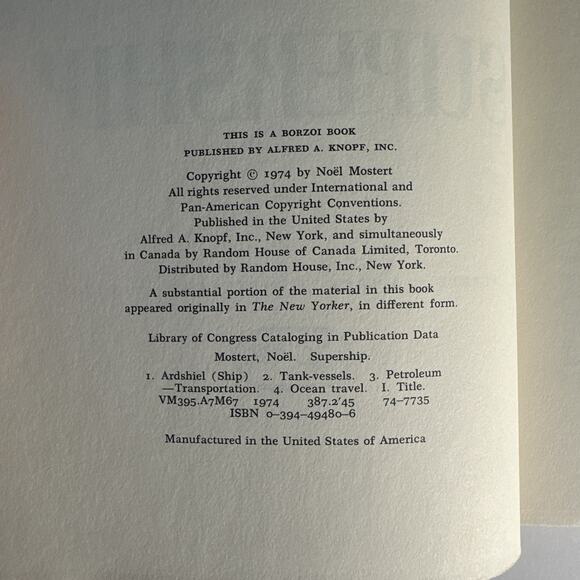 THIS IS A BORZOI BOOK
PUBLISHED BY ALFRED A. KNOPF, INC.
Copyright © 1974 by Noël Mostert
All rights reserved under International and
Pan-American Copyright Conventions.
Published in the United States by
Alfred A. Knopf, Inc., New York, and simultaneously
in Canada by Random House of Canada Limited, Toronto.
Distributed by Random House, Inc., New York.
A substantial portion of the material in this book
appeared originally in The New Yorker, in different form.
Library of Congress Cataloging in Publication Data
Mostert, Noël. Supership.
1. Ardshiel (Ship) 2. Tank-vessels. 3. Petroleum
—Transportation. 4. Ocean travel. I. Title.
VM395.A7M67 1974 387.2'45 74-7735
ISBN 0-394-49480-6
Manufactured in the United States of America